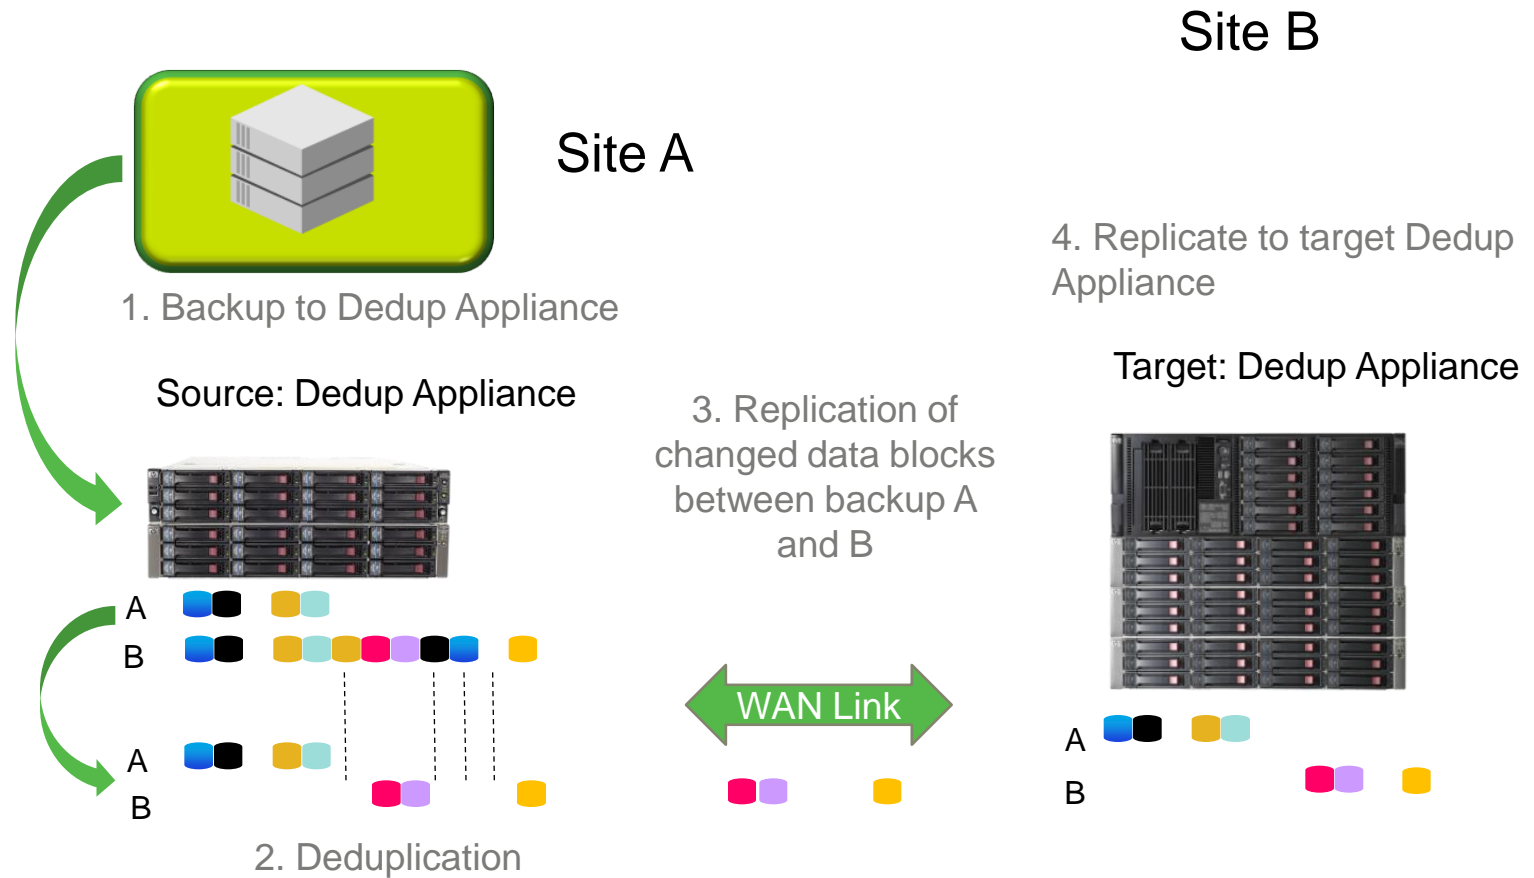 Site B
Site A
4. Replicate to target Dedup
Appliance
1. Backup to Dedup Appliance
Target: Dedup Appliance
Source: Dedup Appliance
3. Replication of
changed data blocks
between backup A
and B
A
B
WAN Link
A
B
A
B
2. Deduplication